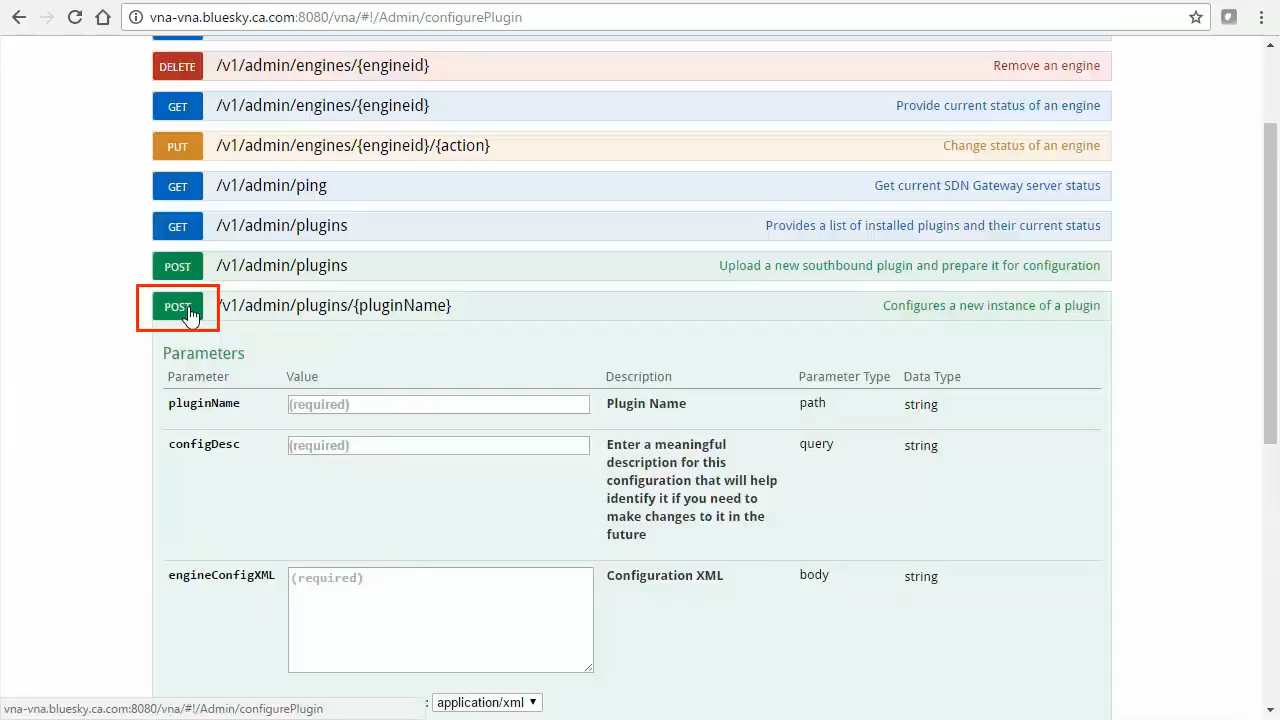 vna-vna.bluesky.ca.com:8080/vna/#!/Admin/configurePlugin
DELETE /v1/admin/engines/{engineid} Remove an engine
GET /v1/admin/engines/{engineid} Provide current status of an engine
PUT /v1/admin/engines/{engineid}/{action} Change status of an engine
GET /v1/admin/ping Get current SDN Gateway server status
GET /v1/admin/plugins Provides a list of installed plugins and their current status
POST /v1/admin/plugins Upload a new southbound plugin and prepare it for configuration
POST /v1/admin/plugins/{pluginName} Configures a new instance of a plugin
Parameters
Parameter Value Description Parameter Type Data Type
pluginName (required) Plugin Name path string
configDesc (required) Enter a meaningful query string
description for this
configuration that will help
identify it if you need to
make changes to it in the
future
engineConfigXML (required) Configuration XML body string
: application/xml
vna-vna.bluesky.ca.com:8080/vna/#!/Admin/configurePlugin